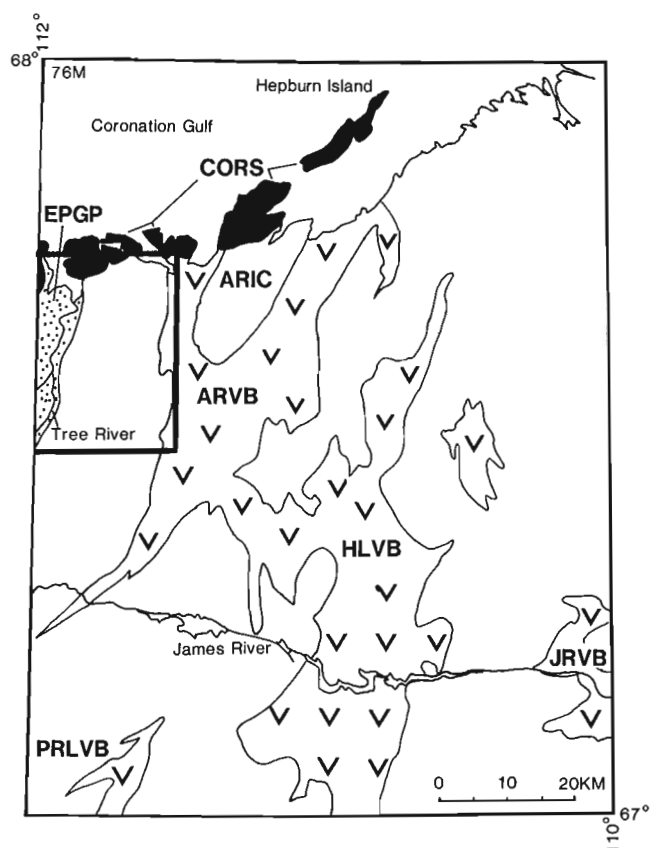 112°
68°
76M
Hepburn Island
Coronation Gulf
CORS
EPGP
ARIC
ARVB
Tree River
HLVB
James River
JRVB
PRLVB
0 10 20KM
67°
110°